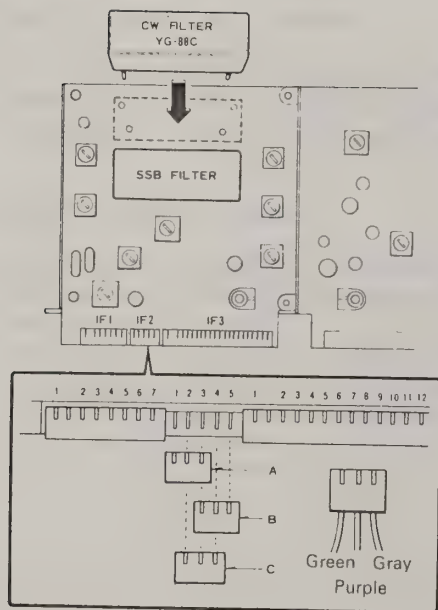 CW FILTER
YG-88C
SSB FILTER
IF1 IF2 IF3
1 2 3 4 5 6 7 1 2 3 4 5 1 2 3 4 5 6 7 8 9 10 11 12
A
B
C
Green Gray
Purple